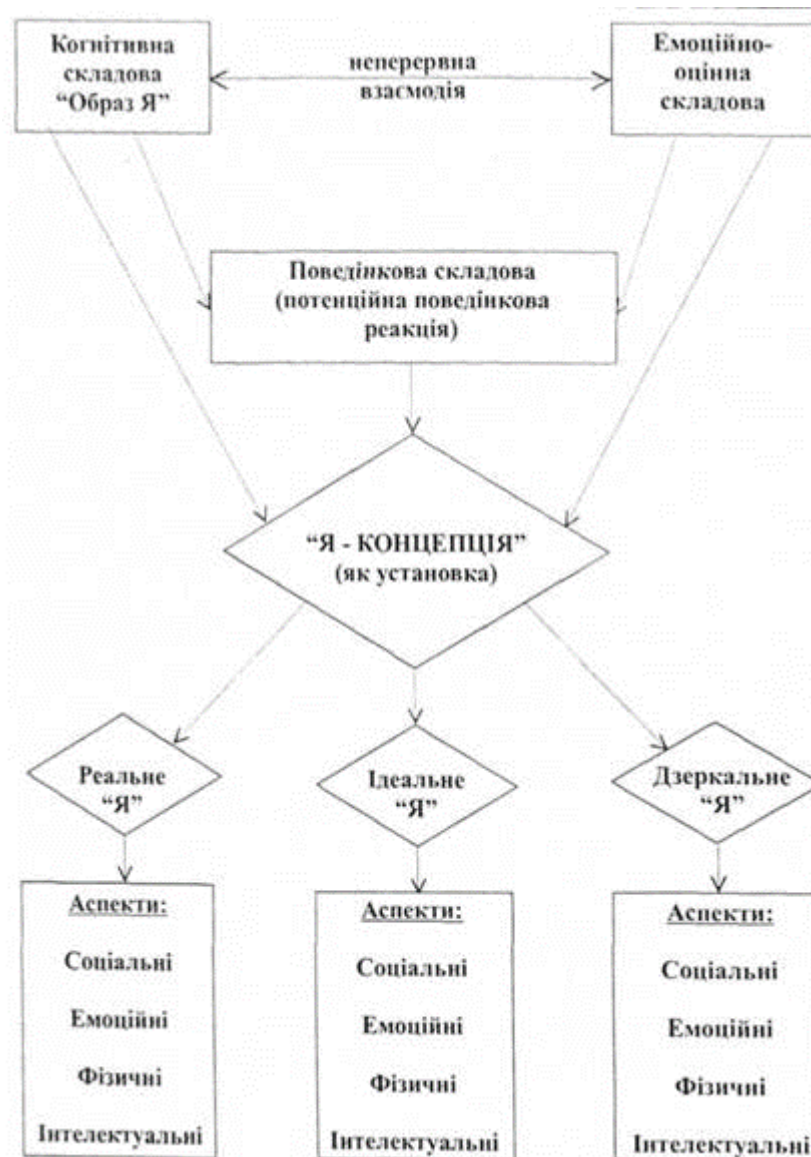 Когнітивна
складова
“Образ Я”
неперервна
взаємодія
Емоційно-
оцінна
складова
Поведінкова складова
(потенційна поведінкова
реакція)
“Я - КОНЦЕПЦІЯ”
(як установка)
Реальне
“Я”
Ідеальне
“Я”
Дзеркальне
“Я”
Аспекти:
Соціальні
Емоційні
Фізичні
Інтелектуальні
Аспекти:
Соціальні
Емоційні
Фізичні
Інтелектуальні
Аспекти:
Соціальні
Емоційні
Фізичні
Інтелектуальні